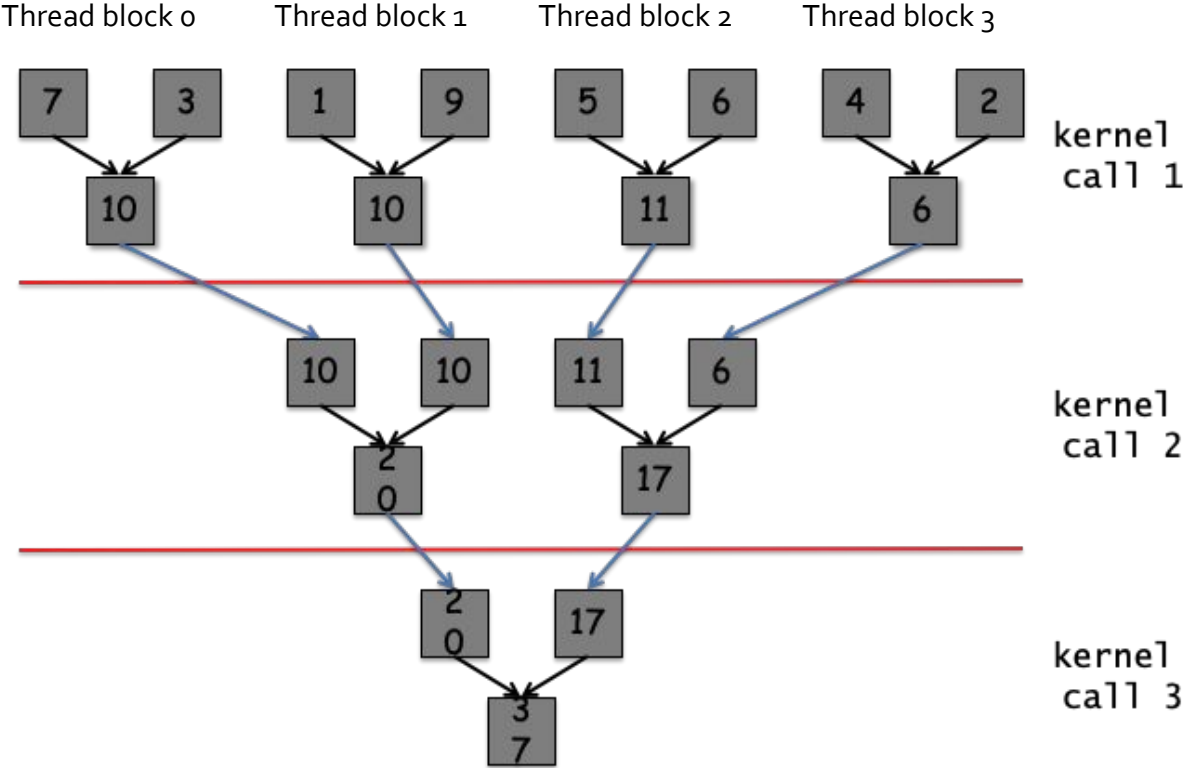 Thread block 0 Thread block 1 Thread block 2 Thread block 3
7 3 1 9 5 6 4 2
kernel
call 1
10 10 11 6
10 10 11 6
kernel
call 2
2
0 17
2
0 17
kernel
call 3
3
7